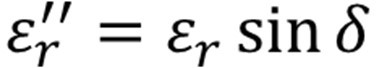 ε″ᵣ = εᵣ sin δ